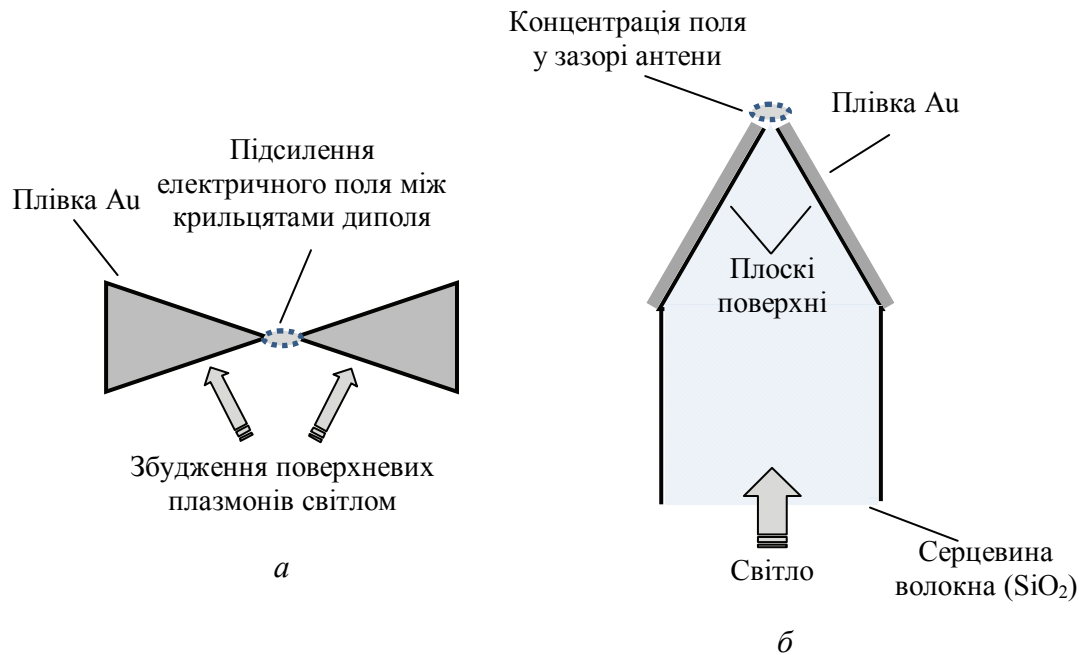 Підсилення
електричного поля між
крильцятами диполя
Плівка Au
Збудження поверхневих
плазмонів світлом
а
Концентрація поля
у зазорі антени
Плівка Au
Плоскі
поверхні
Світло
Серцевина
волокна (SiO₂)
б